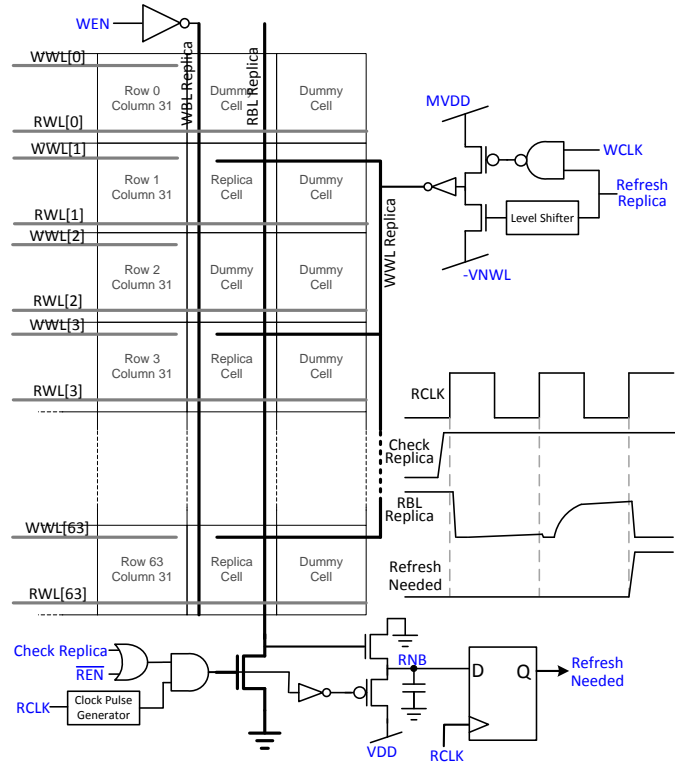 WEN
WBL Replica
RBL Replica
WWL[0]
Row 0
Column 31
Dummy
Cell
Dummy
Cell
RWL[0]
WWL[1]
Row 1
Column 31
Replica
Cell
Dummy
Cell
RWL[1]
WWL[2]
Row 2
Column 31
Dummy
Cell
Dummy
Cell
RWL[2]
WWL[3]
Row 3
Column 31
Replica
Cell
Dummy
Cell
RWL[3]
WWL[63]
Row 63
Column 31
Replica
Cell
Dummy
Cell
RWL[63]
WWL Replica
MVDD
WCLK
Refresh
Replica
Level Shifter
-VNWL
RCLK
Check
Replica
RBL
Replica
Refresh
Needed
Check Replica
REN
RCLK
Clock Pulse
Generator
RNB
VDD
D
Q
RCLK
Refresh
Needed